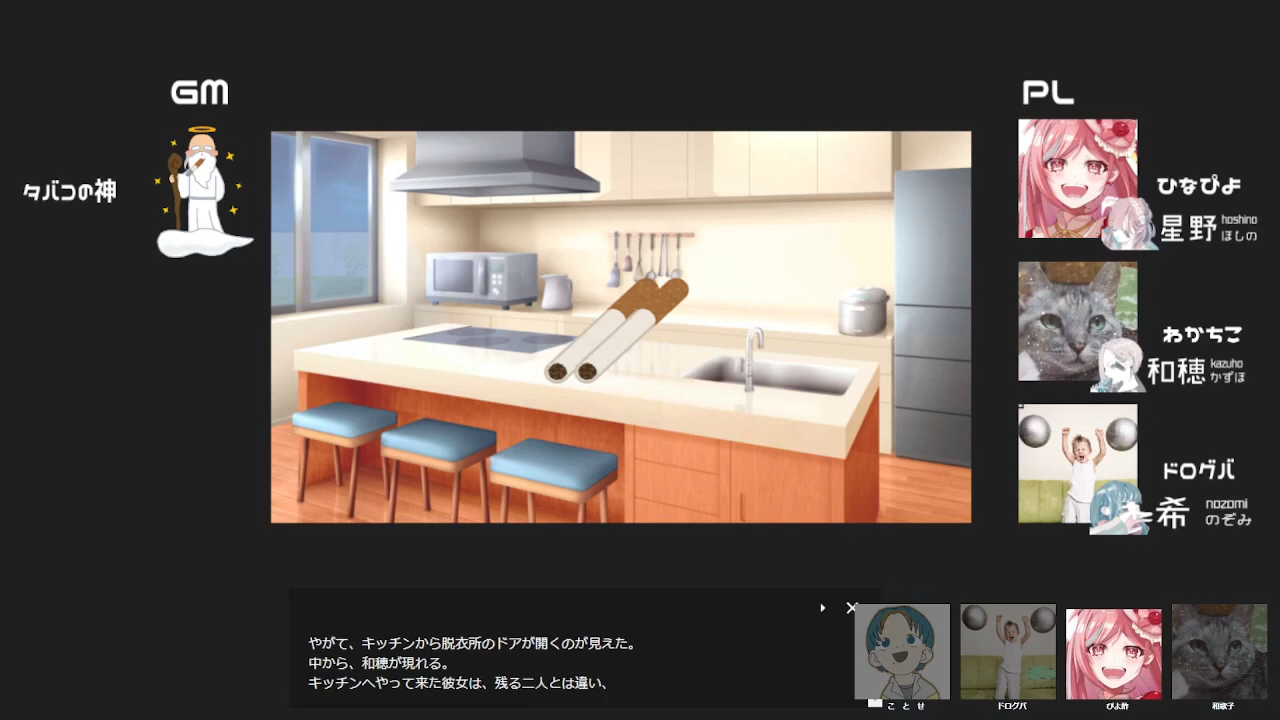 GM
タバコの神
PL
ひなぴよ
星野 hoshino ほしの
わかちこ
和穂 kazuho かずほ
ドログバ
希 nozomi のぞみ
やがて、キッチンから脱衣所のドアが開くのが見えた。
中から、和穂が現れる。
キッチンへやって来た彼女は、残る二人とは違い、
ことせ
ドログバ
ぴよ酢
和歌子